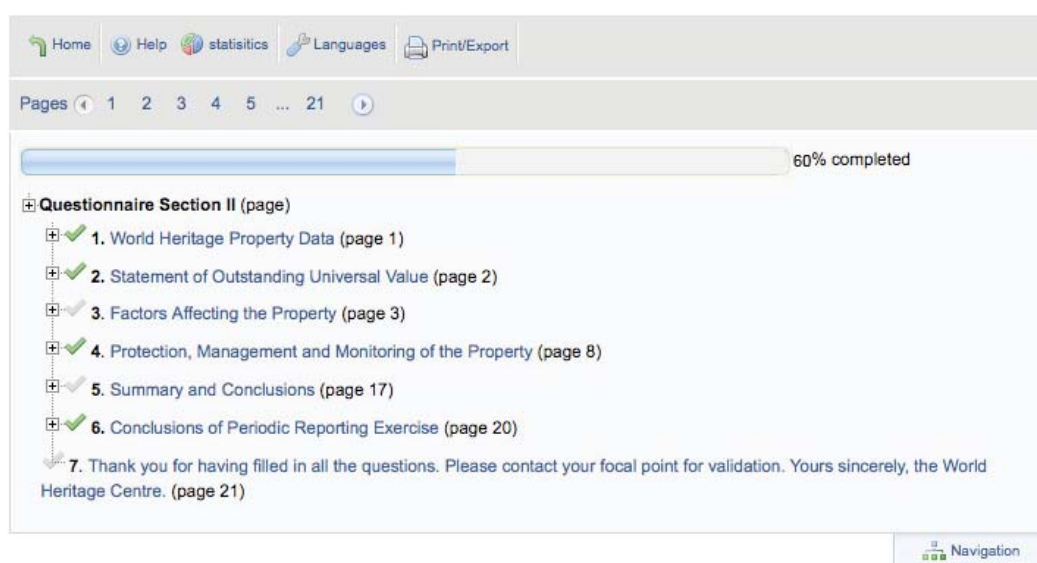 Home Help statisitics Languages Print/Export
Pages 1 2 3 4 5 ... 21
60% completed
Questionnaire Section II (page)
1. World Heritage Property Data (page 1)
2. Statement of Outstanding Universal Value (page 2)
3. Factors Affecting the Property (page 3)
4. Protection, Management and Monitoring of the Property (page 8)
5. Summary and Conclusions (page 17)
6. Conclusions of Periodic Reporting Exercise (page 20)
7. Thank you for having filled in all the questions. Please contact your focal point for validation. Yours sincerely, the World
Heritage Centre. (page 21)
Navigation